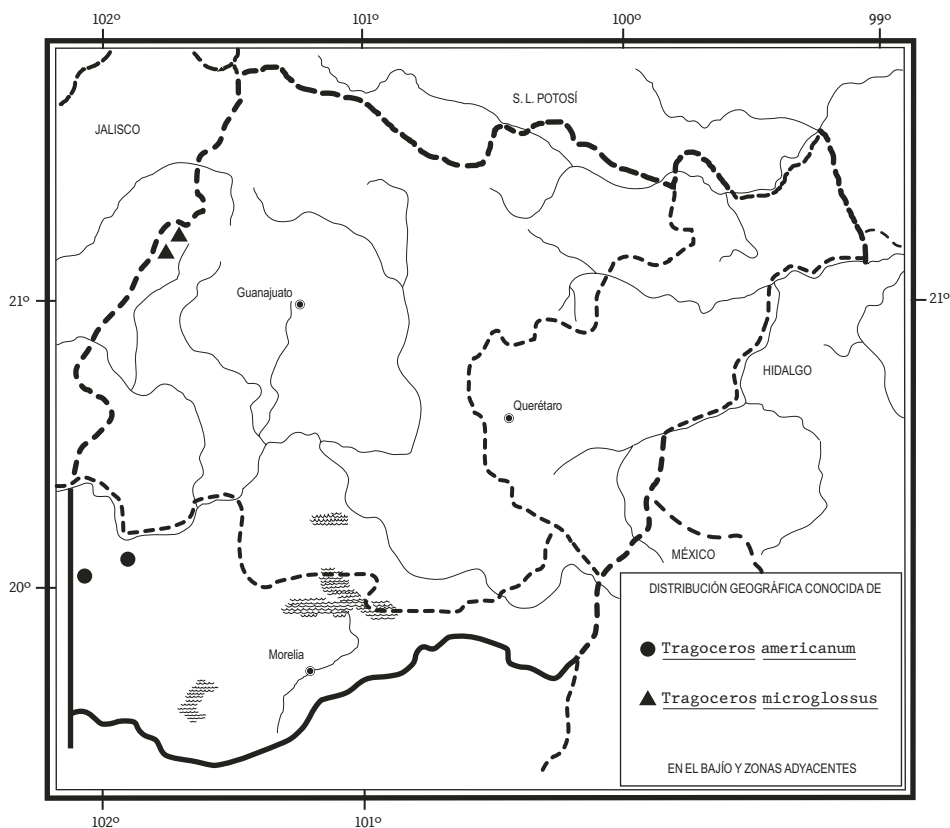 102º 101º 100º 99º
S. L. POTOSÍ
JALISCO
Guanajuato
21º 21º
HIDALGO
Querétaro
MÉXICO
20º
DISTRIBUCIÓN GEOGRÁFICA CONOCIDA DE
Tragoceros americanum
Morelia
Tragoceros microglossus
EN EL BAJÍO Y ZONAS ADYACENTES
102º 101º